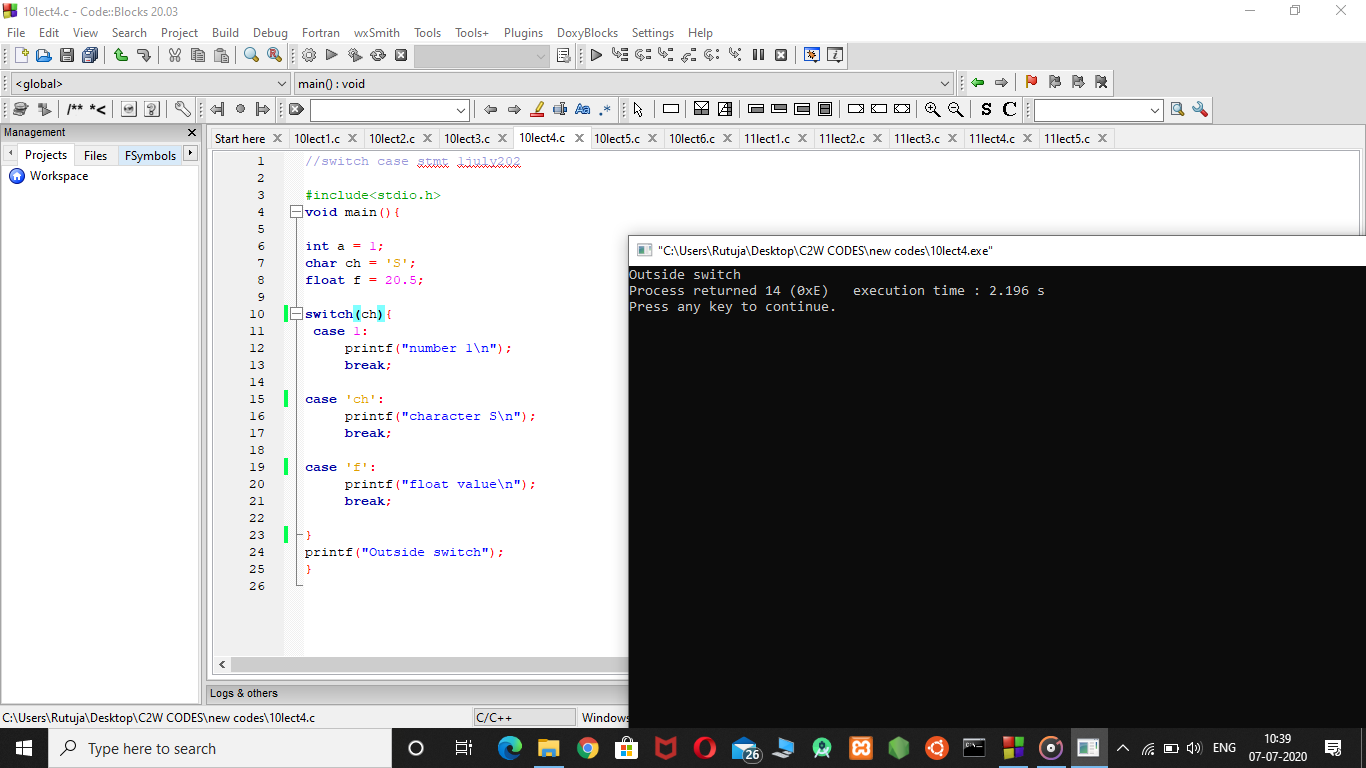 10lect4.c - Code::Blocks 20.03
File Edit View Search Project Build Debug Fortran wxSmith Tools Tools+ Plugins DoxyBlocks Settings Help
<global> main() : void
/** *<
Aa .* S C
Management
Projects Files FSymbols
Workspace
Start here 10lect1.c 10lect2.c 10lect3.c 10lect4.c 10lect5.c 10lect6.c 11lect1.c 11lect2.c 11lect3.c 11lect4.c 11lect5.c
1 //switch case stmt 1july202
2
3 #include<stdio.h>
4 void main(){
5
6 int a = 1;
7 char ch = 'S';
8 float f = 20.5;
9
10 switch(ch){
11 case 1:
12 printf("number 1\n");
13 break;
14
15 case 'ch':
16 printf("character S\n");
17 break;
18
19 case 'f':
20 printf("float value\n");
21 break;
22
23 }
24 printf("Outside switch");
25 }
26
"C:\Users\Rutuja\Desktop\C2W CODES\new codes\10lect4.exe"
Outside switch
Process returned 14 (0xE)   execution time : 2.196 s
Press any key to continue.
Logs & others
C:\Users\Rutuja\Desktop\C2W CODES\new codes\10lect4.c C/C++ Windows
Type here to search
26
ENG
10:39
07-07-2020